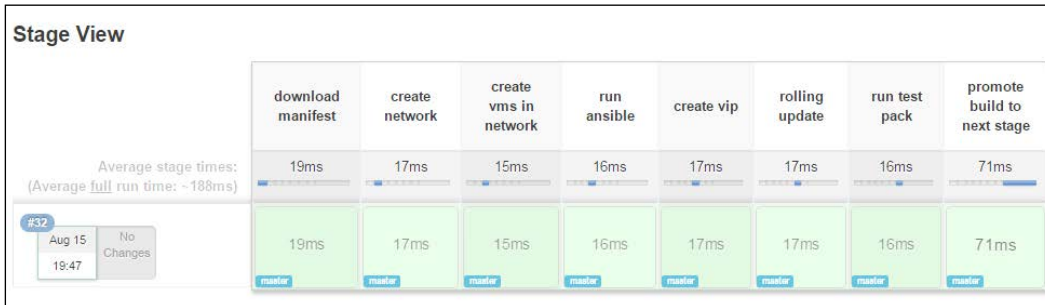 Stage View
download manifest
create network
create vms in network
run ansible
create vip
rolling update
run test pack
promote build to next stage
Average stage times:
(Average full run time: ~188ms)
19ms 17ms 15ms 16ms 17ms 17ms 16ms 71ms
#32
Aug 15
19:47
No Changes
19ms 17ms 15ms 16ms 17ms 17ms 16ms 71ms
master master master master master master master master